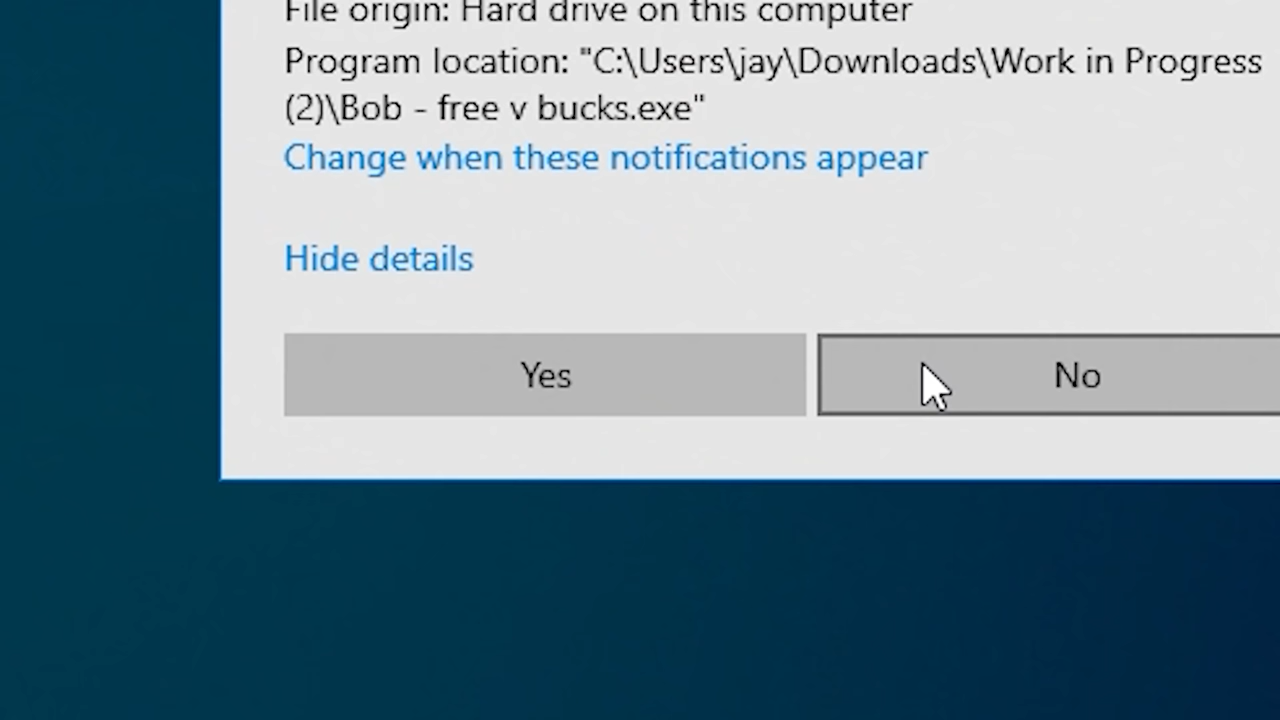 File origin: Hard drive on this computer
Program location: "C:\Users\jay\Downloads\Work in Progress
(2)\Bob - free v bucks.exe"
Change when these notifications appear
Hide details
Yes
No